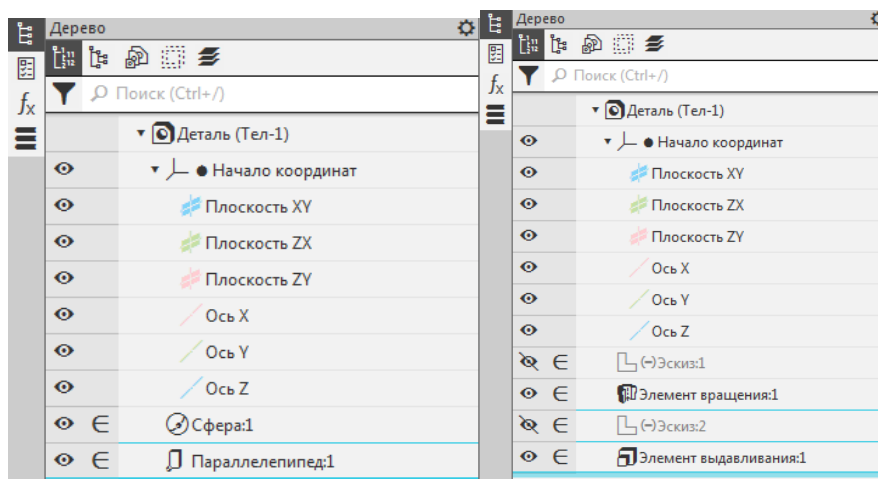 Дерево
Поиск (Ctrl+/)
Деталь (Тел-1)
Начало координат
Плоскость XY
Плоскость ZX
Плоскость ZY
Ось X
Ось Y
Ось Z
Сфера:1
Параллелепипед:1
Дерево
Поиск (Ctrl+/)
Деталь (Тел-1)
Начало координат
Плоскость XY
Плоскость ZX
Плоскость ZY
Ось X
Ось Y
Ось Z
(-)Эскиз:1
Элемент вращения:1
(-)Эскиз:2
Элемент выдавливания:1